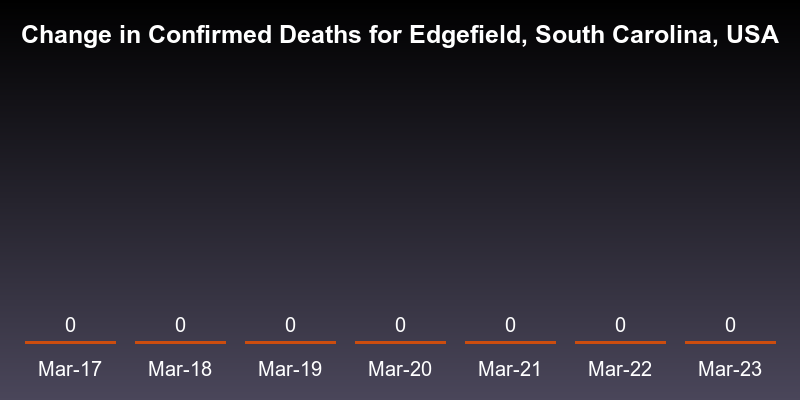 Change in Confirmed Deaths for Edgefield, South Carolina, USA
0 0 0 0 0 0 0
Mar-17 Mar-18 Mar-19 Mar-20 Mar-21 Mar-22 Mar-23